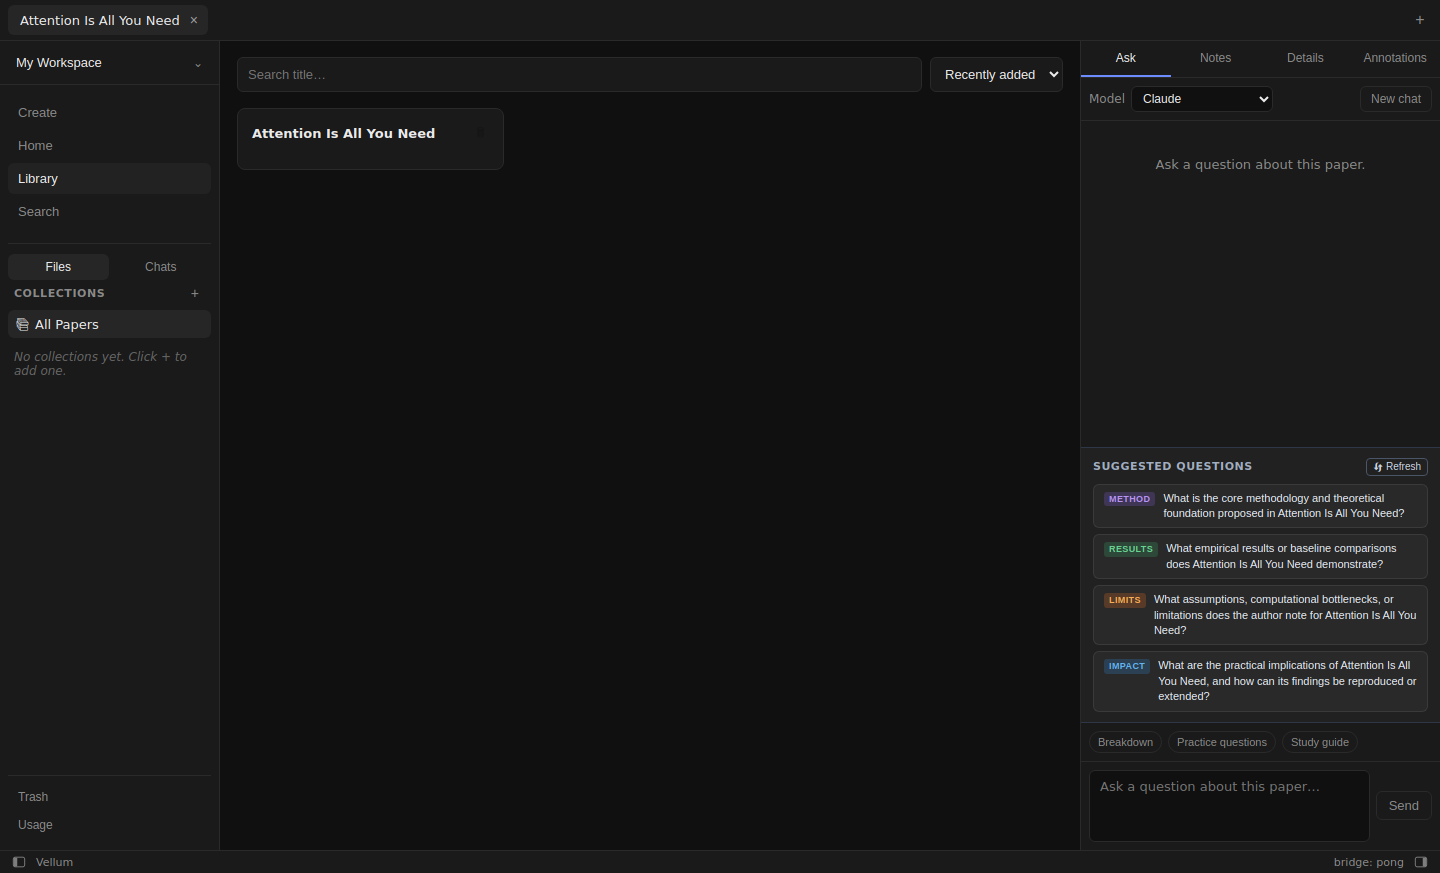 Attention Is All You Need ×
+
My Workspace
Create
Home
Library
Search
Files
Chats
COLLECTIONS +
All Papers
No collections yet. Click + to
add one.
Trash
Usage
Search title...
Recently added
Attention Is All You Need
Ask
Notes
Details
Annotations
Model
Claude
New chat
Ask a question about this paper.
SUGGESTED QUESTIONS
Refresh
METHOD
What is the core methodology and theoretical
foundation proposed in Attention Is All You Need?
RESULTS
What empirical results or baseline comparisons
does Attention Is All You Need demonstrate?
LIMITS
What assumptions, computational bottlenecks, or
limitations does the author note for Attention Is All You
Need?
IMPACT
What are the practical implications of Attention Is All
You Need, and how can its findings be reproduced or
extended?
Breakdown
Practice questions
Study guide
Ask a question about this paper...
Send
Vellum
bridge: pong